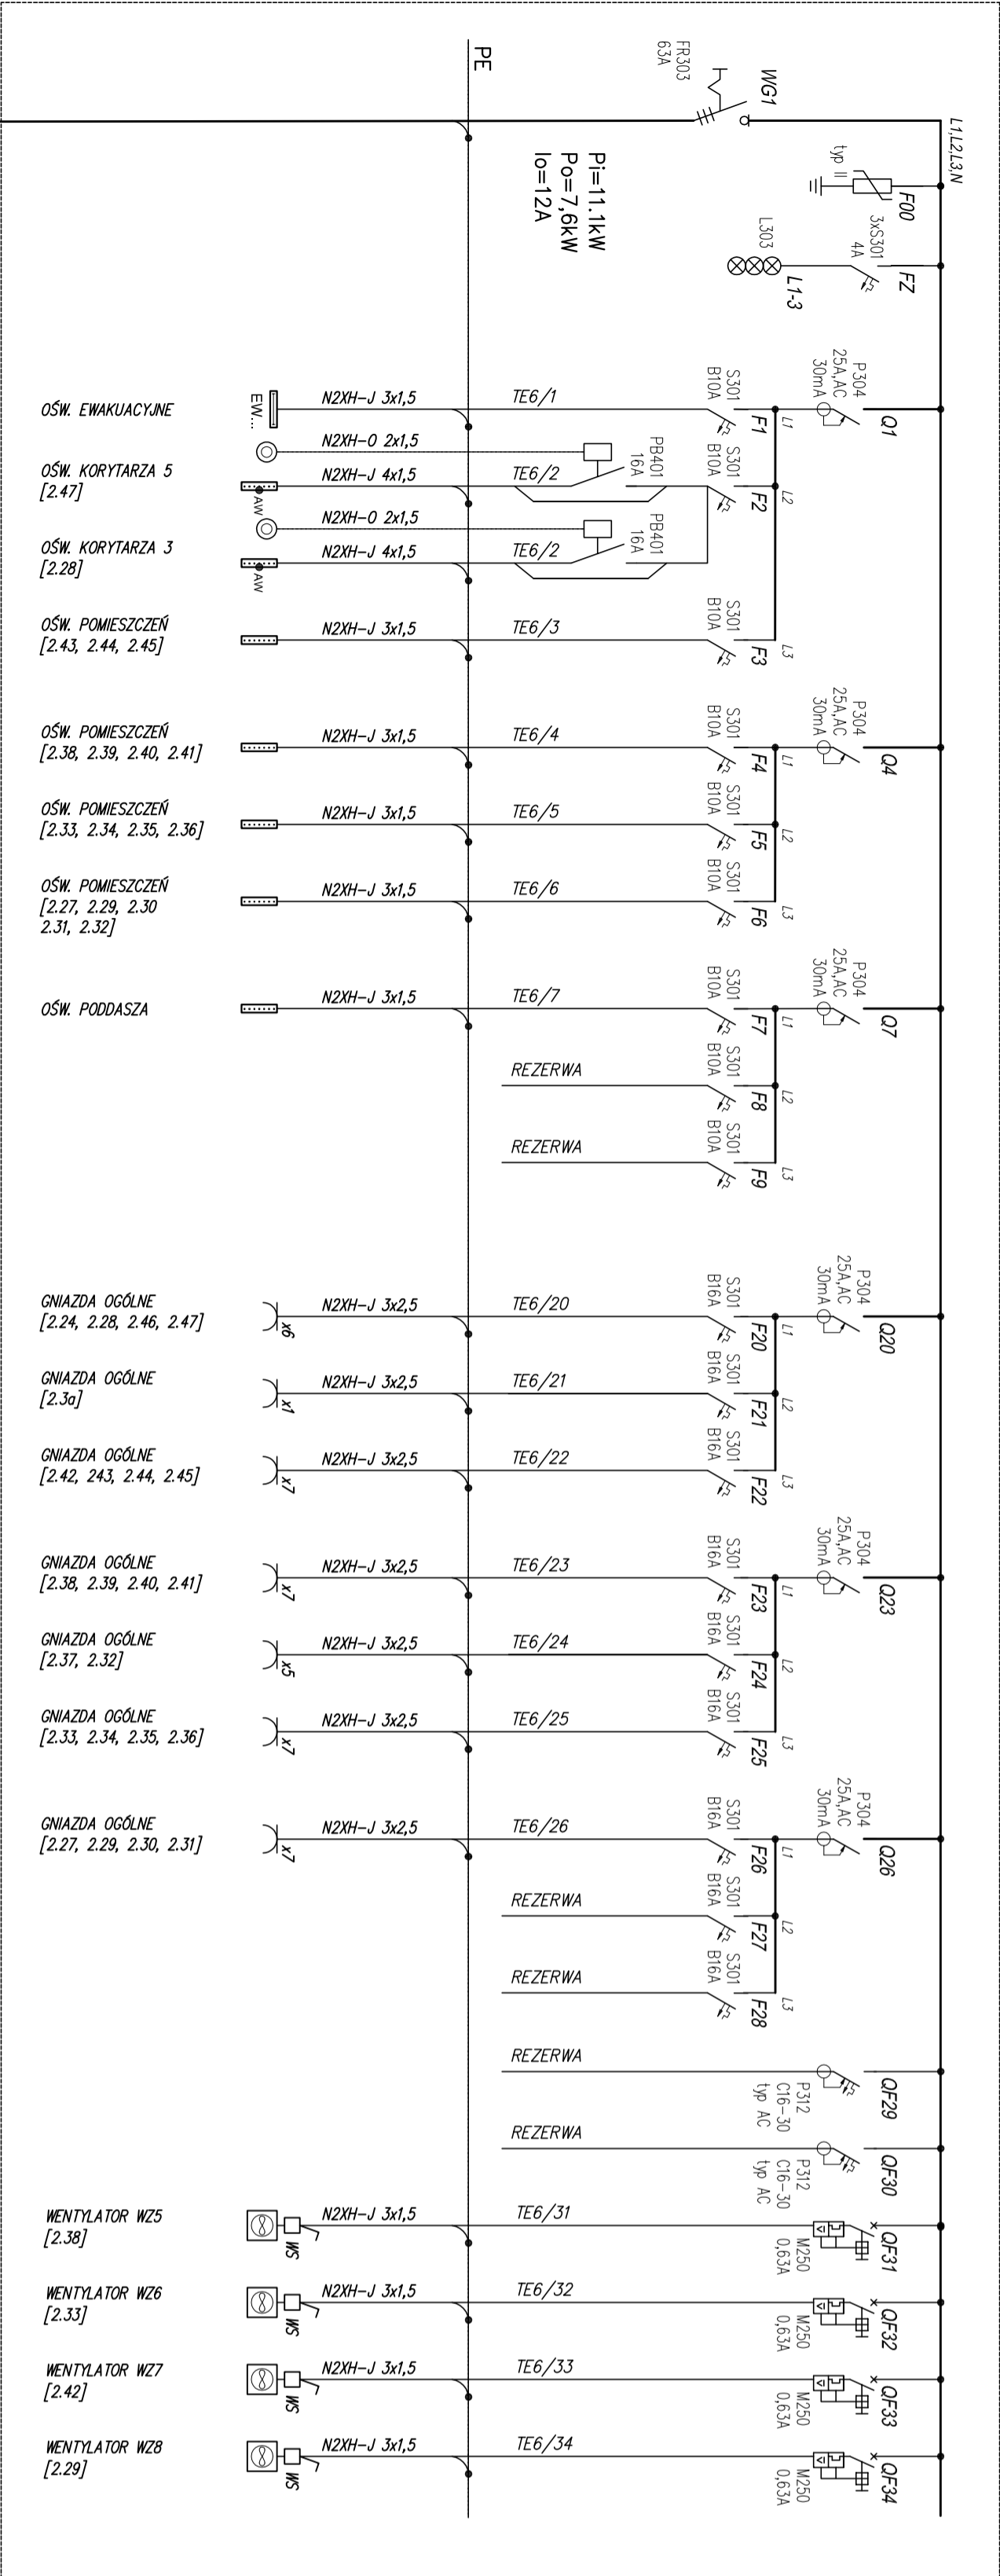 L1,L2,L3,N
WG1
FR303
63A
PE
Pi=11.1kW
Po=7,6kW
Io=12A
F00
typ II
FZ
3xS301
4A
L1-3
L303
Q1
P304
25A,AC
30mA
L1
F1
S301
B10A
TE6/1
N2XH-J 3x1,5
EW...
OŚW. EWAKUACYJNE
L2
F2
S301
B10A
PB401
16A
TE6/2
N2XH-O 2x1,5
N2XH-J 4x1,5
AW
OŚW. KORYTARZA 5
[2.47]
PB401
16A
TE6/2
N2XH-O 2x1,5
N2XH-J 4x1,5
AW
OŚW. KORYTARZA 3
[2.28]
L3
F3
S301
B10A
TE6/3
N2XH-J 3x1,5
OŚW. POMIESZCZEŃ
[2.43, 2.44, 2.45]
Q4
P304
25A,AC
30mA
L1
F4
S301
B10A
TE6/4
N2XH-J 3x1,5
OŚW. POMIESZCZEŃ
[2.38, 2.39, 2.40, 2.41]
L2
F5
S301
B10A
TE6/5
N2XH-J 3x1,5
OŚW. POMIESZCZEŃ
[2.33, 2.34, 2.35, 2.36]
L3
F6
S301
B10A
TE6/6
N2XH-J 3x1,5
OŚW. POMIESZCZEŃ
[2.27, 2.29, 2.30
2.31, 2.32]
Q7
P304
25A,AC
30mA
L1
F7
S301
B10A
TE6/7
N2XH-J 3x1,5
OŚW. PODDASZA
L2
F8
S301
B10A
REZERWA
L3
F9
S301
B10A
REZERWA
Q20
P304
25A,AC
30mA
L1
F20
S301
B16A
TE6/20
N2XH-J 3x2,5
x6
GNIAZDA OGÓLNE
[2.24, 2.28, 2.46, 2.47]
L2
F21
S301
B16A
TE6/21
N2XH-J 3x2,5
x1
GNIAZDA OGÓLNE
[2.3a]
L3
F22
S301
B16A
TE6/22
N2XH-J 3x2,5
x7
GNIAZDA OGÓLNE
[2.42, 243, 2.44, 2.45]
Q23
P304
25A,AC
30mA
L1
F23
S301
B16A
TE6/23
N2XH-J 3x2,5
x7
GNIAZDA OGÓLNE
[2.38, 2.39, 2.40, 2.41]
L2
F24
S301
B16A
TE6/24
N2XH-J 3x2,5
x5
GNIAZDA OGÓLNE
[2.37, 2.32]
L3
F25
S301
B16A
TE6/25
N2XH-J 3x2,5
x7
GNIAZDA OGÓLNE
[2.33, 2.34, 2.35, 2.36]
Q26
P304
25A,AC
30mA
L1
F26
S301
B16A
TE6/26
N2XH-J 3x2,5
x7
GNIAZDA OGÓLNE
[2.27, 2.29, 2.30, 2.31]
L2
F27
S301
B16A
REZERWA
L3
F28
S301
B16A
REZERWA
QF29
P312
C16-30
typ AC
REZERWA
QF30
P312
C16-30
typ AC
REZERWA
QF31
M250
0,63A
TE6/31
N2XH-J 3x1,5
WS
WENTYLATOR WZ5
[2.38]
QF32
M250
0,63A
TE6/32
N2XH-J 3x1,5
WS
WENTYLATOR WZ6
[2.33]
QF33
M250
0,63A
TE6/33
N2XH-J 3x1,5
WS
WENTYLATOR WZ7
[2.42]
QF34
M250
0,63A
TE6/34
N2XH-J 3x1,5
WS
WENTYLATOR WZ8
[2.29]